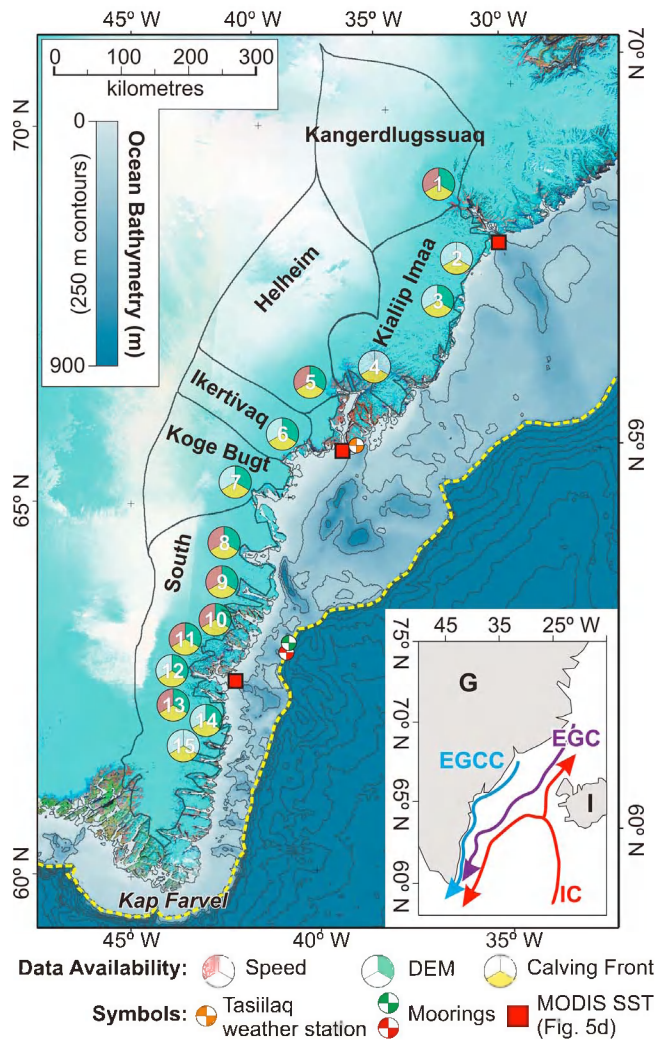 45° W 40° W 35° W 30° W
0 100 200 300
kilometres
70° N
70° N
0
900
Ocean Bathymetry (m)
(250 m contours)
Kangerdlugssuaq
Helheim
Kialiip Imaa
Ikertivaq
Koge Bugt
South
1
2
3
4
5
6
7
8
9
10
11
12
13
14
15
65° N
65° N
60° N
60° N
Kap Farvel
45 40 35 30 25° W
75° N
70° N
65° N
60° N
G
EGCC
EGC
I
IC
45° W 40° W 35° W
Data Availability: Speed DEM Calving Front
Symbols: Tasiilaq weather station Moorings MODIS SST (Fig. 5d)